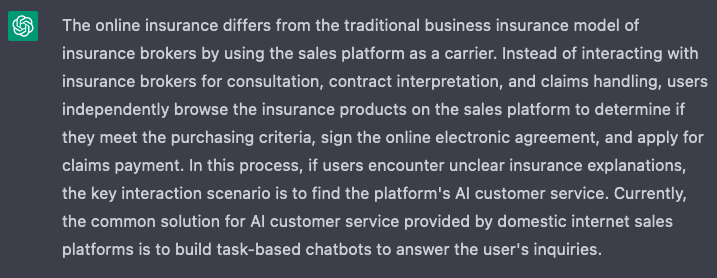 The online insurance differs from the traditional business insurance model of
insurance brokers by using the sales platform as a carrier. Instead of interacting with
insurance brokers for consultation, contract interpretation, and claims handling, users
independently browse the insurance products on the sales platform to determine if
they meet the purchasing criteria, sign the online electronic agreement, and apply for
claims payment. In this process, if users encounter unclear insurance explanations,
the key interaction scenario is to find the platform's AI customer service. Currently,
the common solution for AI customer service provided by domestic internet sales
platforms is to build task-based chatbots to answer the user's inquiries.